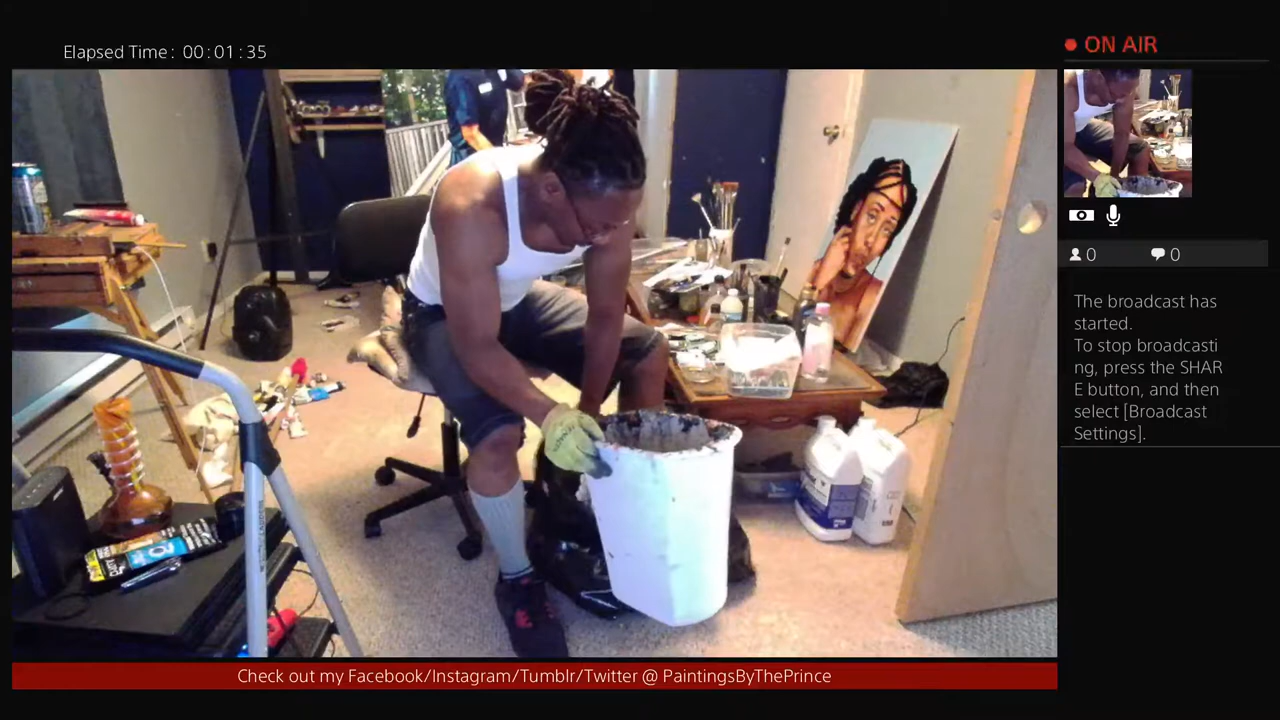 Elapsed Time: 00:01:35
ON AIR
0
0
The broadcast has
started.
To stop broadcasti
ng, press the SHAR
E button, and then
select [Broadcast
Settings].
Check out my Facebook/Instagram/Tumblr/Twitter @ PaintingsByThePrince